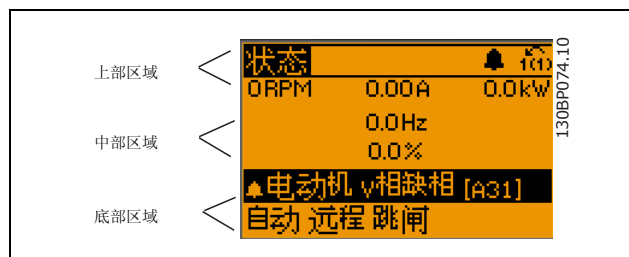 上部区域
中部区域
底部区域
状态 1(1)
0RPM 0.00A 0.0kW
0.0Hz
0.0%
电动机 v相缺相 [A31]
自动 远程 跳闸
130BP074.10